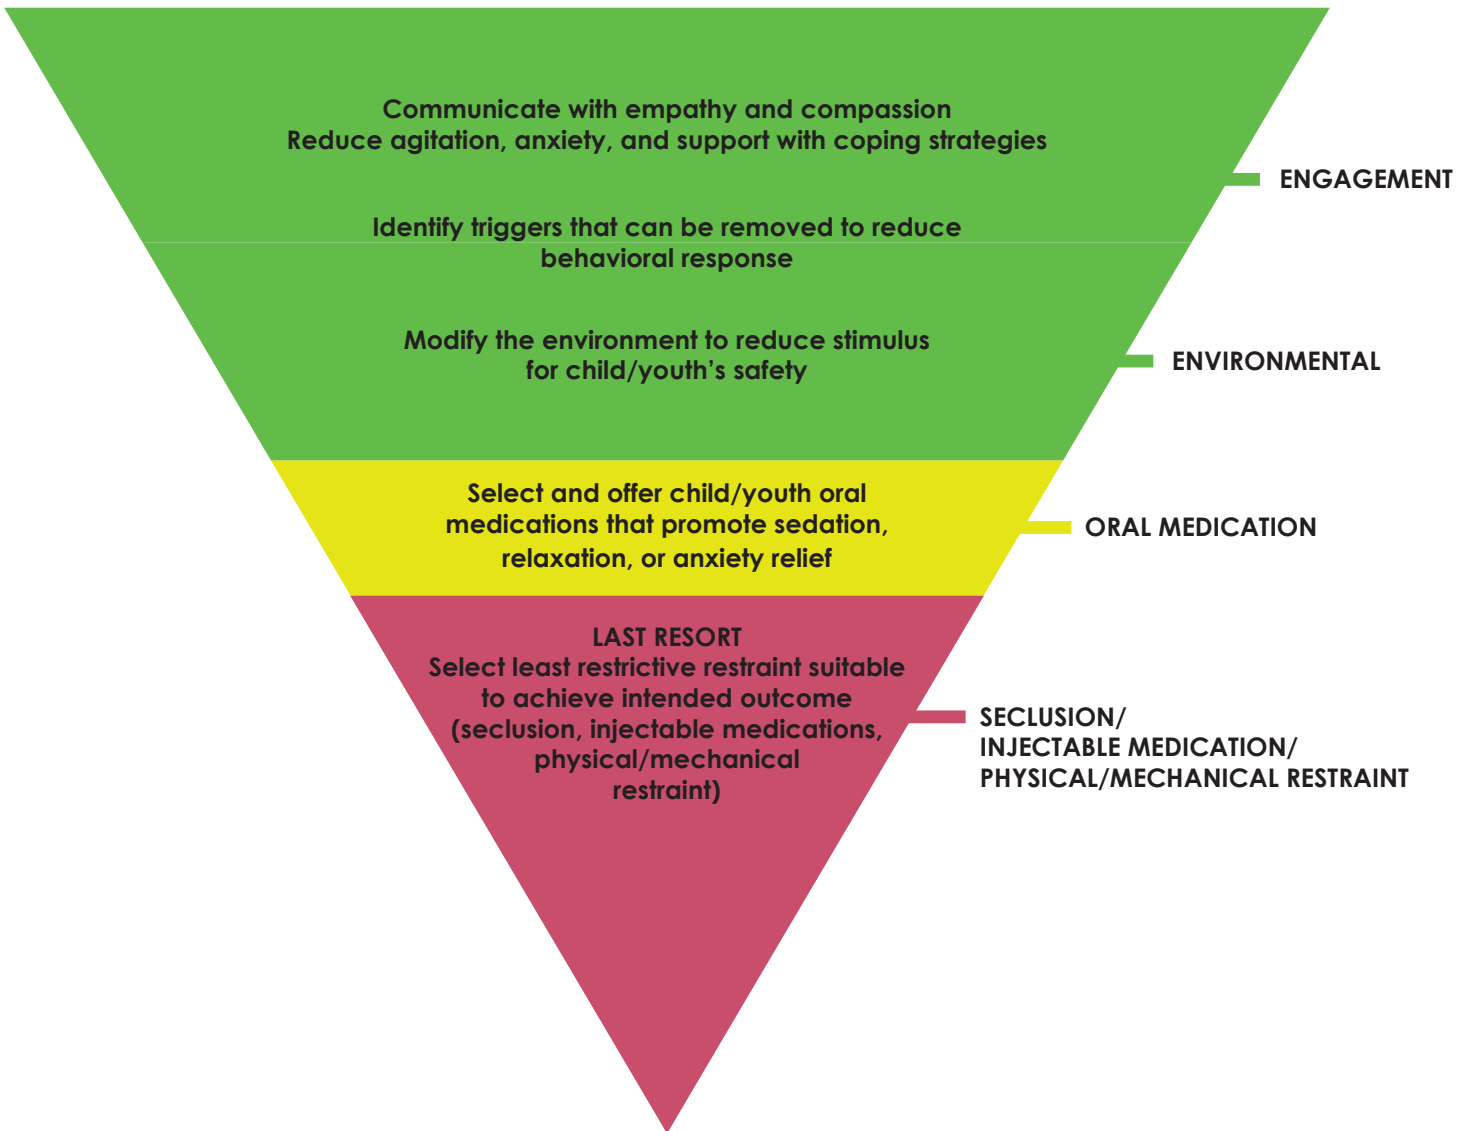 Communicate with empathy and compassion
Reduce agitation, anxiety, and support with coping strategies
ENGAGEMENT
Identify triggers that can be removed to reduce
behavioral response
Modify the environment to reduce stimulus
for child/youth’s safety
ENVIRONMENTAL
Select and offer child/youth oral
medications that promote sedation,
relaxation, or anxiety relief
ORAL MEDICATION
LAST RESORT
Select least restrictive restraint suitable
to achieve intended outcome
(seclusion, injectable medications,
physical/mechanical
restraint)
SECLUSION/
INJECTABLE MEDICATION/
PHYSICAL/MECHANICAL RESTRAINT